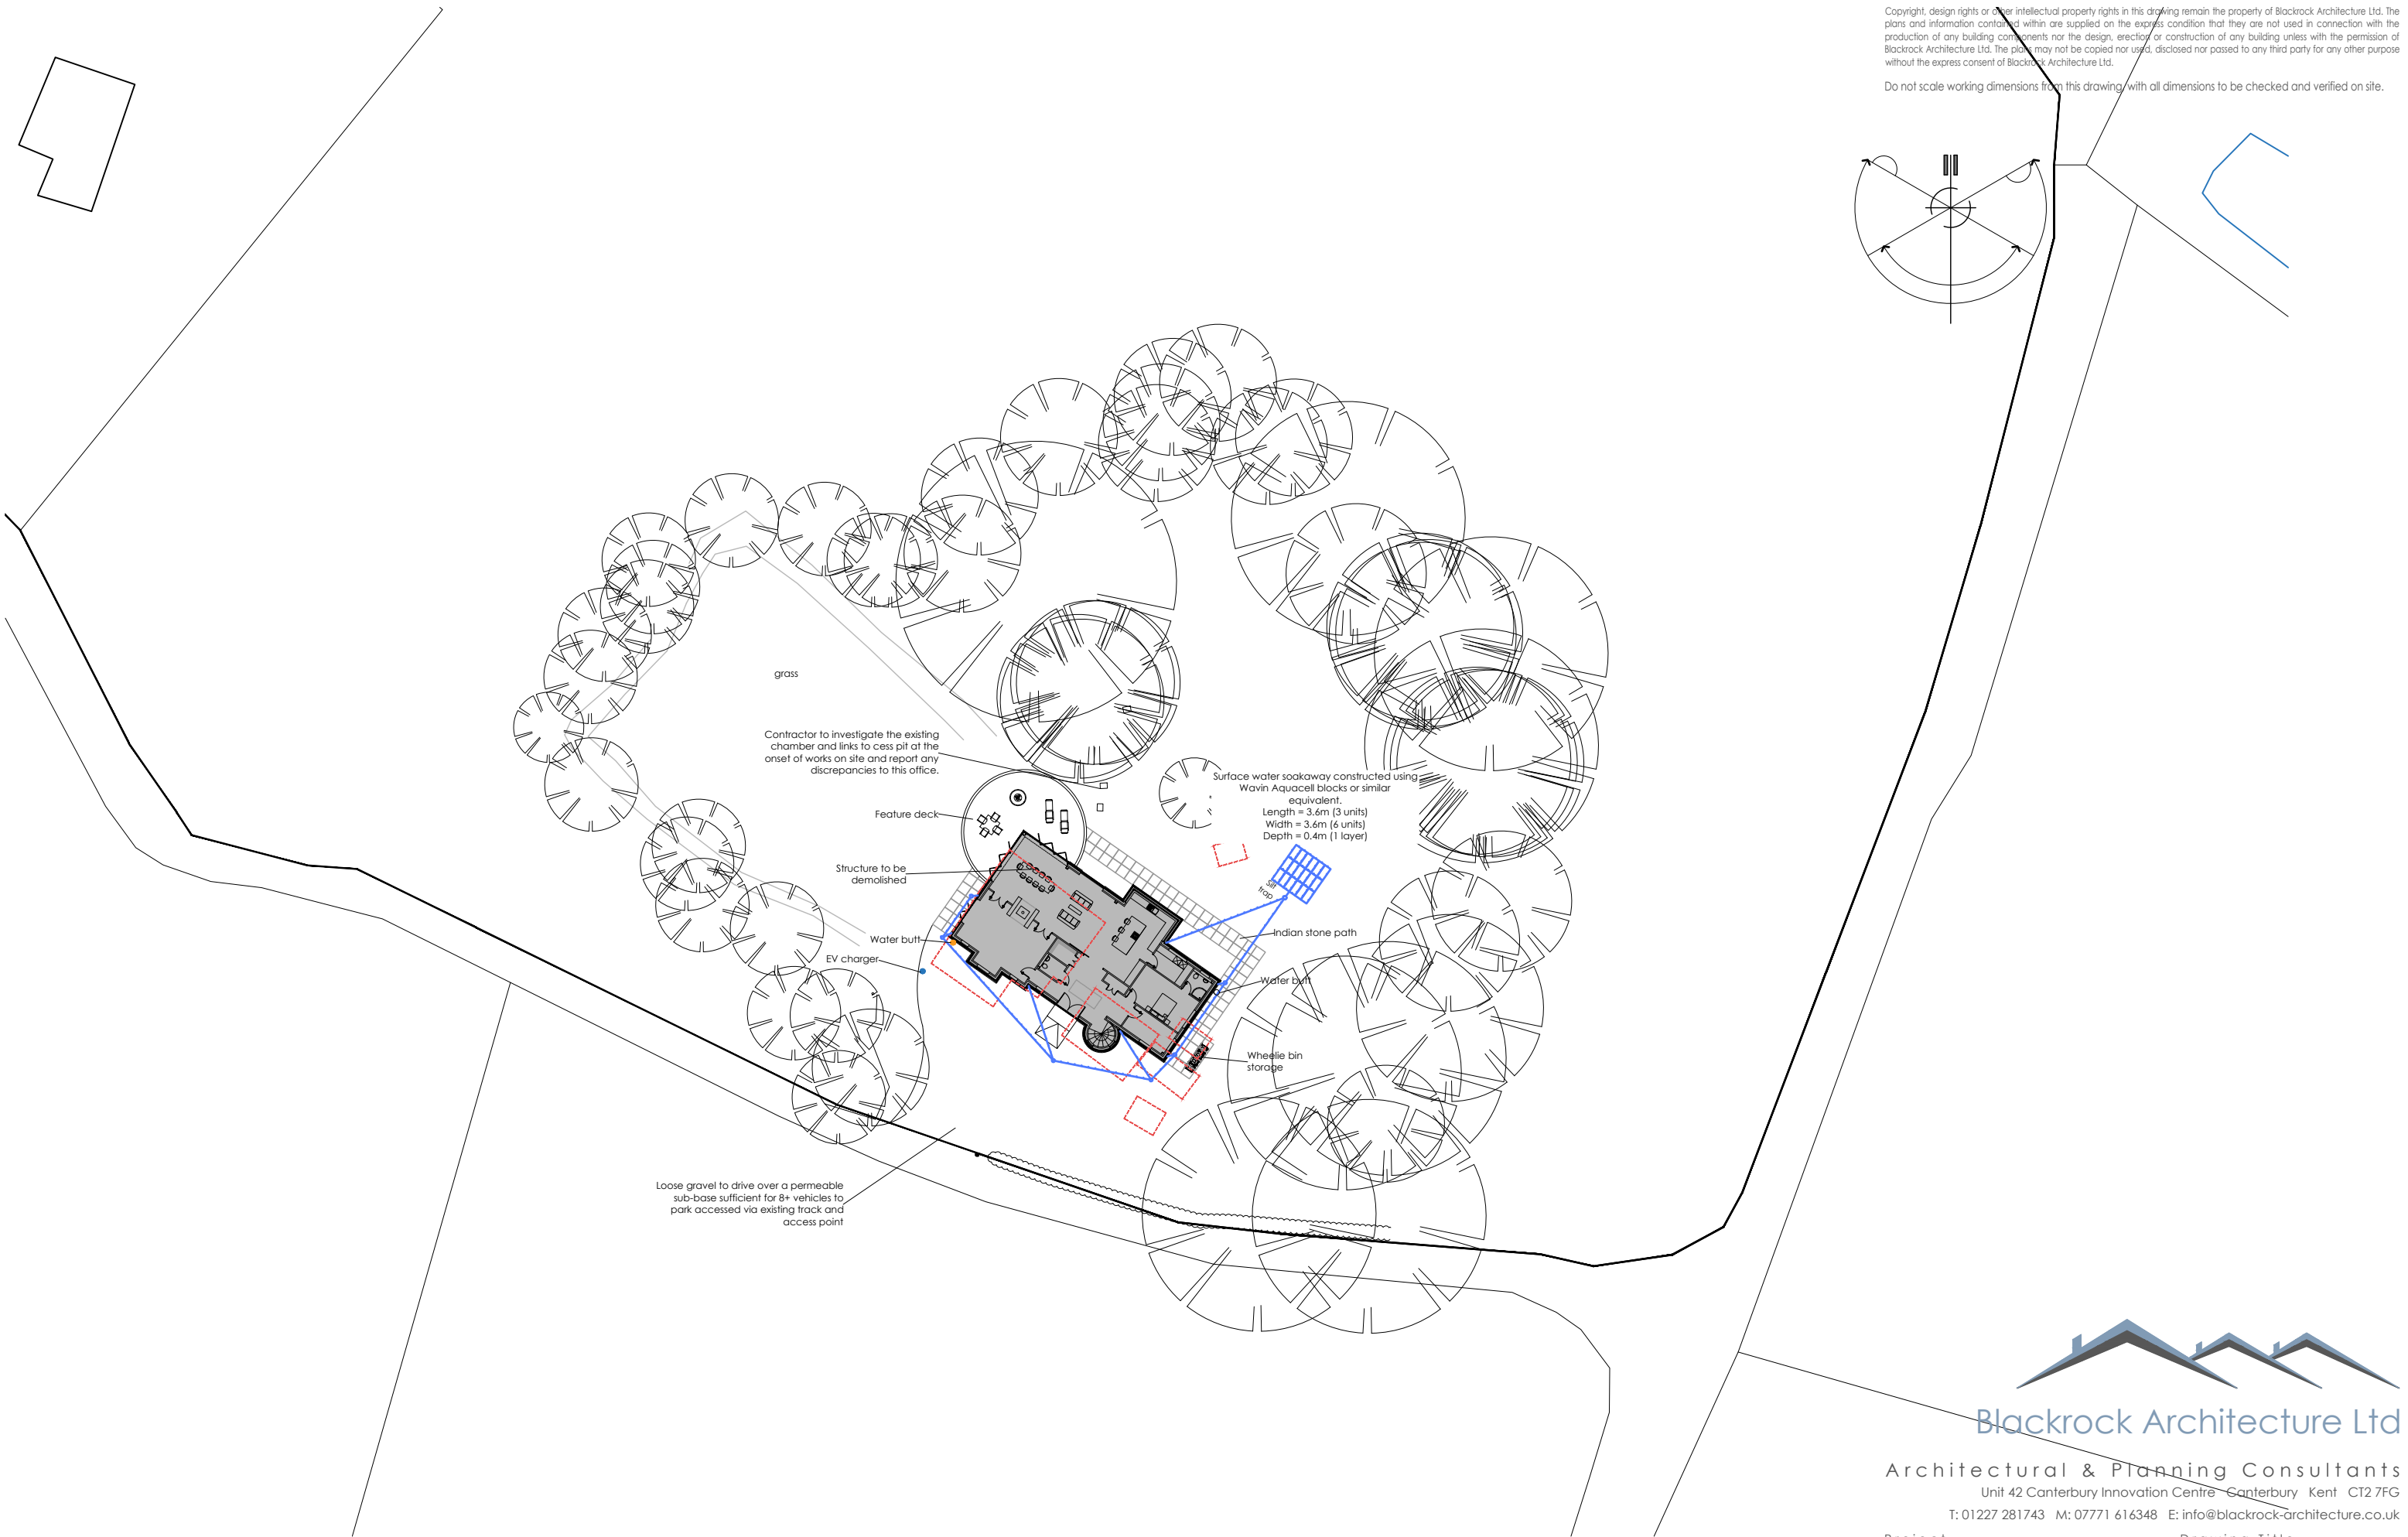 Copyright, design rights or other intellectual property rights in this drawing remain the property of Blackrock Architecture Ltd. The
plans and information contained within are supplied on the express condition that they are not used in connection with the
production of any building components nor the design, erection or construction of any building unless with the permission of
Blackrock Architecture Ltd. The plans may not be copied nor used, disclosed nor passed to any third party for any other purpose
without the express consent of Blackrock Architecture Ltd.
Do not scale working dimensions from this drawing, with all dimensions to be checked and verified on site.
grass
Contractor to investigate the existing
chamber and links to cess pit at the
onset of works on site and report any
discrepancies to this office.
Surface water soakaway constructed using
Wavin Aquacell blocks or similar
equivalent.
Length = 3.6m (3 units)
Width = 3.6m (6 units)
Depth = 0.4m (1 layer)
Feature deck
Structure to be
demolished
Silt
trap
Water butt
Indian stone path
EV charger
Water butt
Wheelie bin
storage
Loose gravel to drive over a permeable
sub-base sufficient for 8+ vehicles to
park accessed via existing track and
access point
Blackrock Architecture Ltd
Architectural & Planning Consultants
Unit 42 Canterbury Innovation Centre Canterbury Kent CT2 7FG
T: 01227 281743 M: 07771 616348 E: info@blackrock-architecture.co.uk